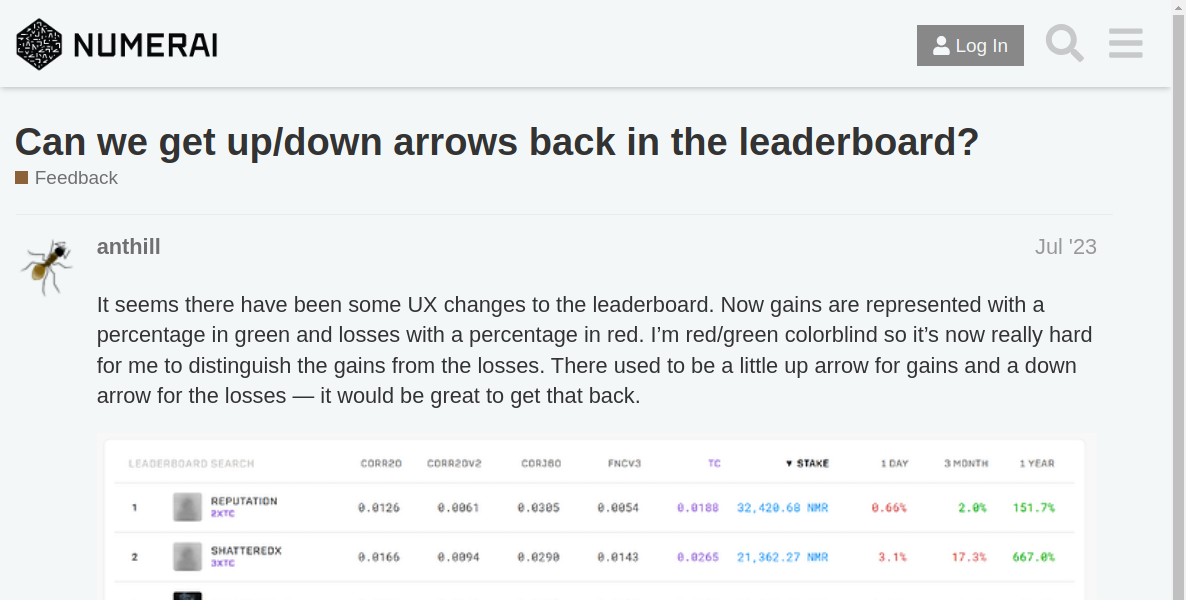 NUMERAI
Log In
Can we get up/down arrows back in the leaderboard?
Feedback
anthill
Jul '23
It seems there have been some UX changes to the leaderboard. Now gains are represented with a
percentage in green and losses with a percentage in red. I’m red/green colorblind so it’s now really hard
for me to distinguish the gains from the losses. There used to be a little up arrow for gains and a down
arrow for the losses — it would be great to get that back.
LEADERBOARD SEARCH CORR20 CORR20V2 CORJ60 FNCV3 TC ▼ STAKE 1 DAY 3 MONTH 1 YEAR
1 REPUTATION 0.0126 0.0061 0.0305 0.0054 0.0188 32,420.68 NMR 0.66% 2.0% 151.7%
2XTC
2 SHATTEREDX 0.0166 0.0094 0.0290 0.0143 0.0265 21,362.27 NMR 3.1% 17.3% 667.0%
3XTC